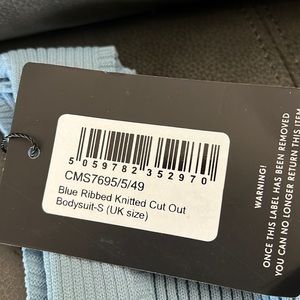 5 059782 352970
CMS7695/5/49
Blue Ribbed Knitted Cut Out
Bodysuit-S (UK size)
WARNING!
ONCE THIS LABEL HAS BEEN REMOVED
YOU CAN NO LONGER RETURN THIS ITEM